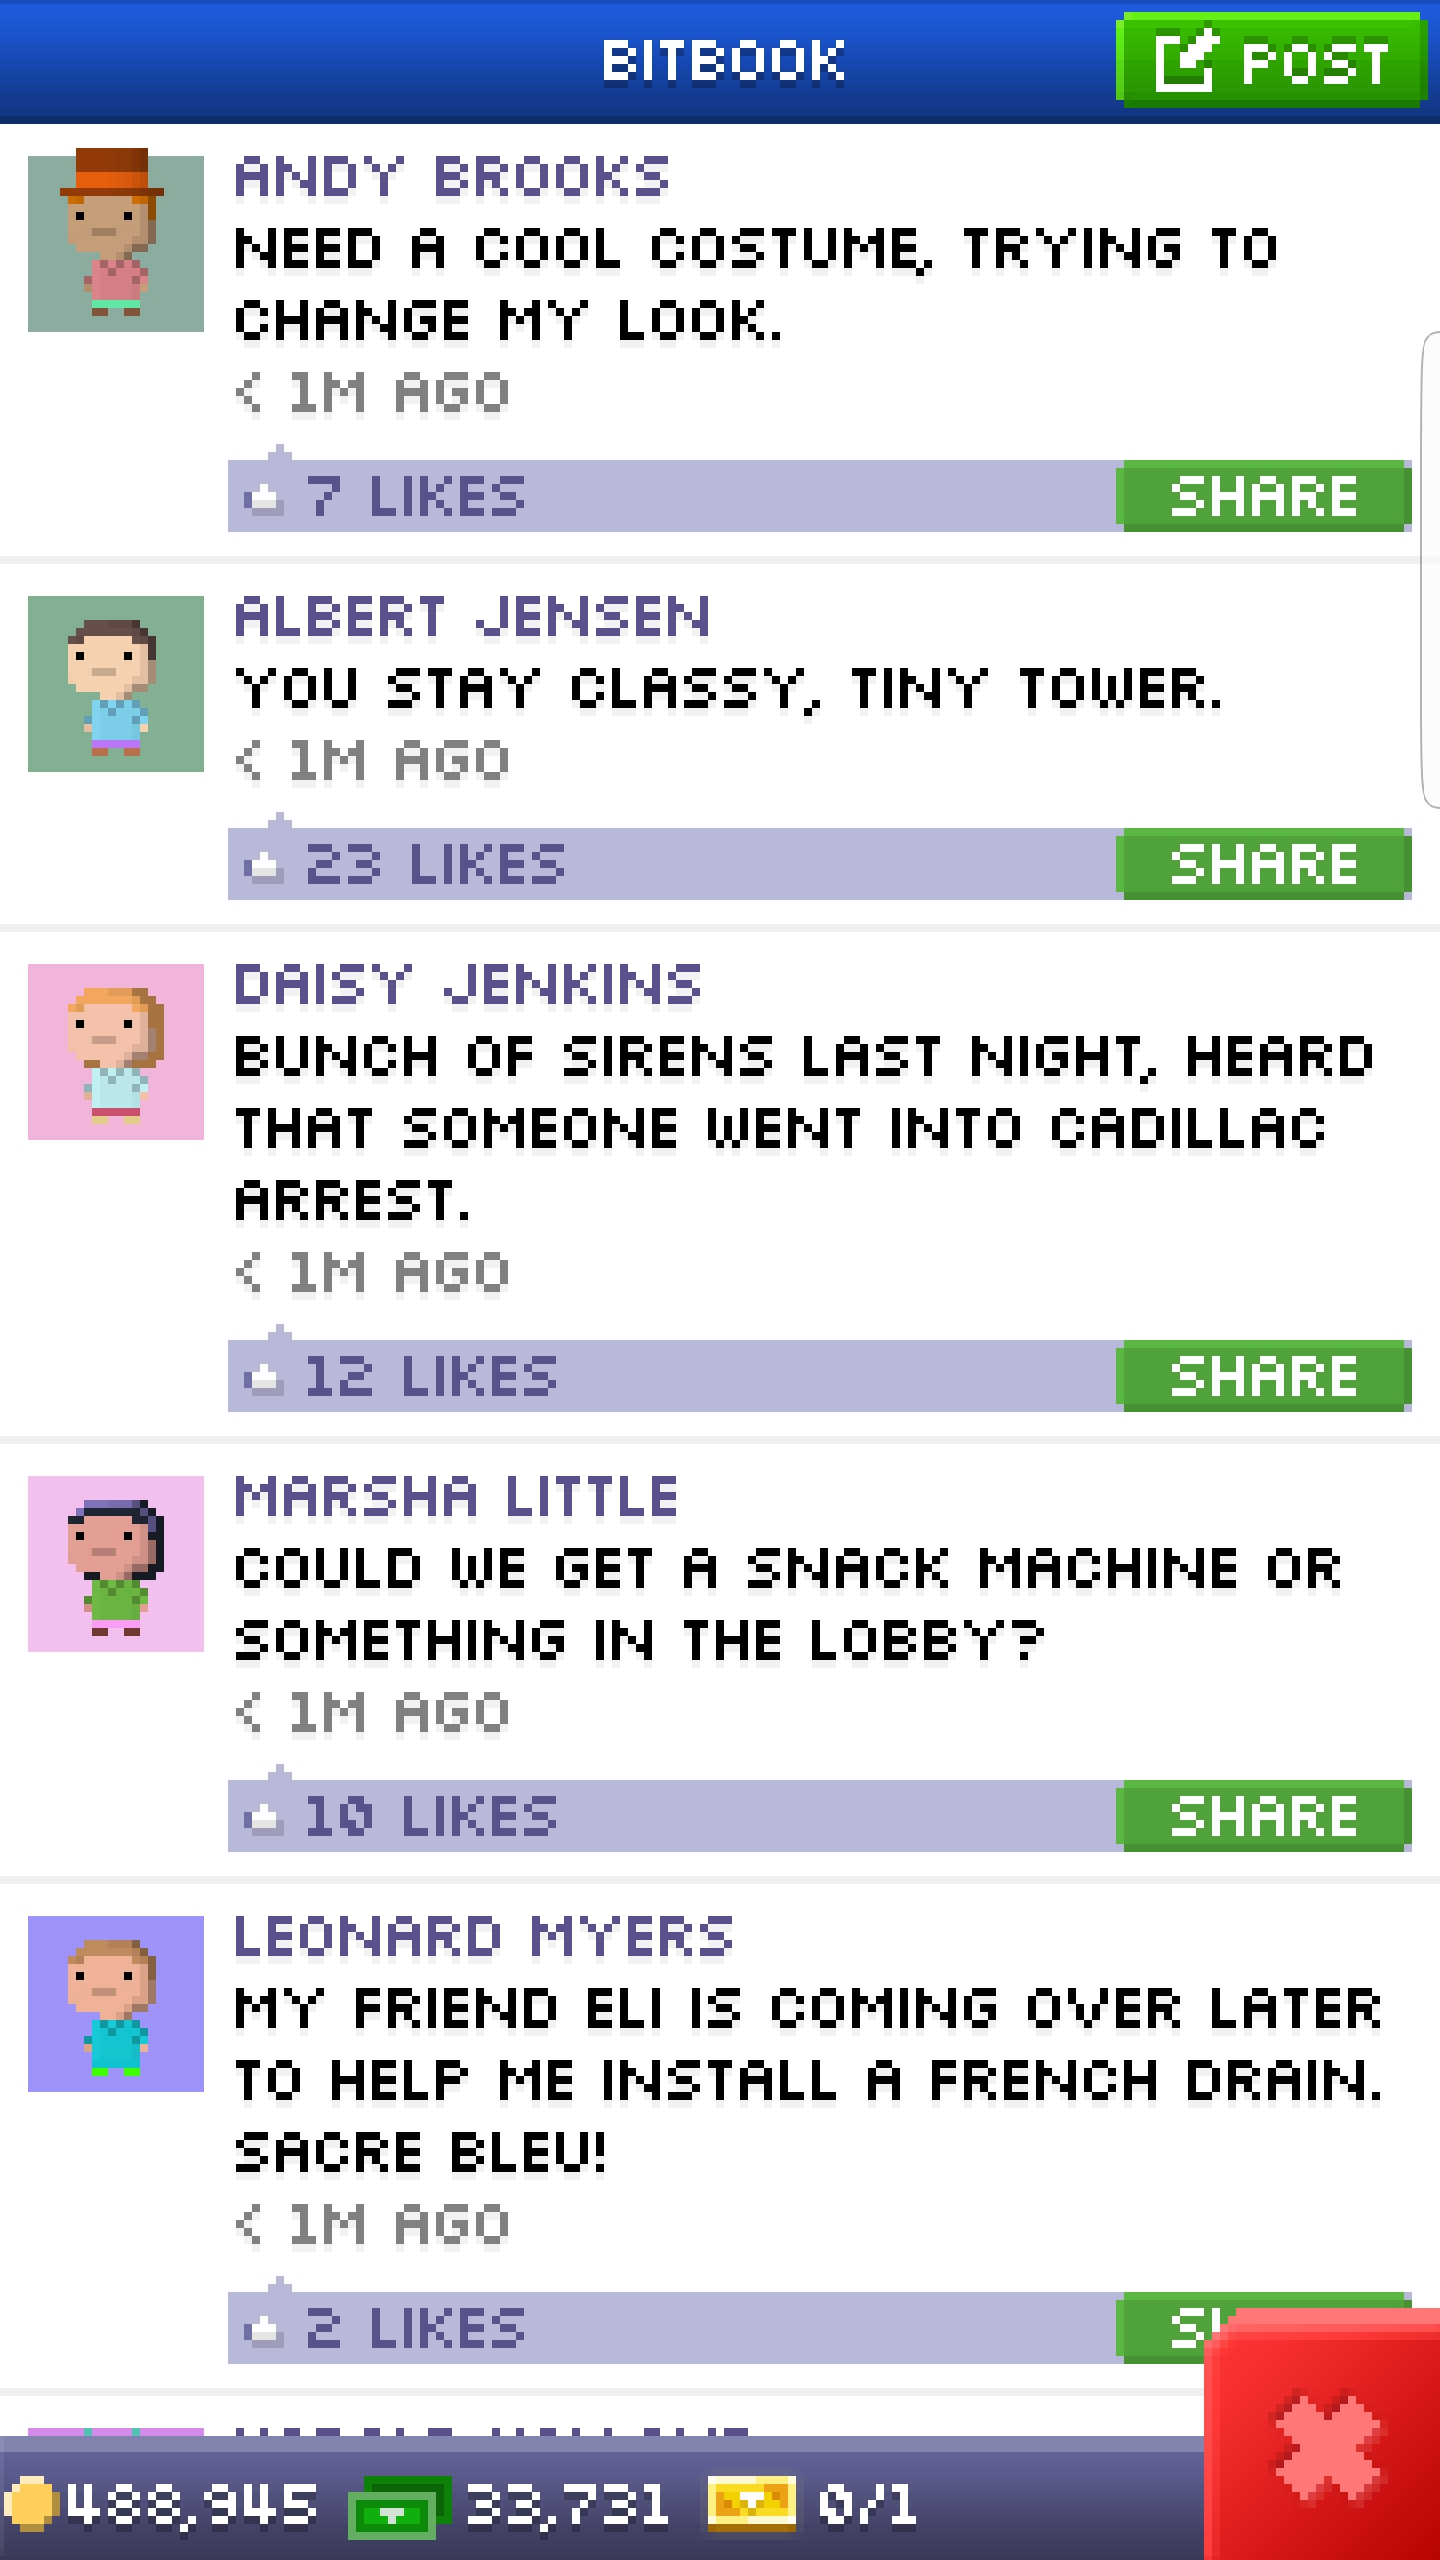 BITBOOK
POST
ANDY BROOKS
NEED A COOL COSTUME, TRYING TO
CHANGE MY LOOK.
< 1M AGO
7 LIKES
SHARE
ALBERT JENSEN
YOU STAY CLASSY, TINY TOWER.
< 1M AGO
23 LIKES
SHARE
DAISY JENKINS
BUNCH OF SIRENS LAST NIGHT, HEARD
THAT SOMEONE WENT INTO CADILLAC
ARREST.
< 1M AGO
12 LIKES
SHARE
MARSHA LITTLE
COULD WE GET A SNACK MACHINE OR
SOMETHING IN THE LOBBY?
< 1M AGO
10 LIKES
SHARE
LEONARD MYERS
MY FRIEND ELI IS COMING OVER LATER
TO HELP ME INSTALL A FRENCH DRAIN.
SACRE BLEU!
< 1M AGO
2 LIKES
488,945
33,731
0/1